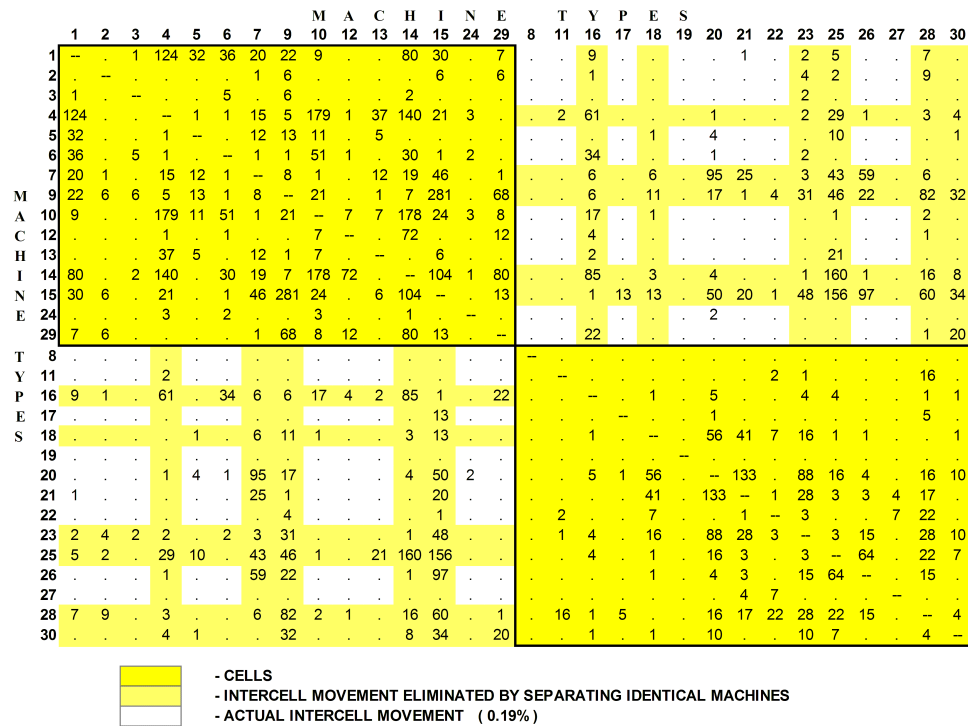 M A C H I N E T Y P E S
1 2 3 4 5 6 7 9 10 12 13 14 15 24 29 8 11 16 17 18 19 20 21 22 23 25 26 27 28 30
1 -- . 1 124 32 36 20 22 9 . . 80 30 . 7 . . 9 . . . . 1 . 2 5 . . 7 .
2 . -- . . . . 1 6 . . . . 6 . 6 . . 1 . . . . . . 4 2 . . 9 .
3 1 . -- . . 5 . 6 . . . 2 . . . . . . . . . . . . 2 . . . . .
4 124 . . -- 1 1 15 5 179 1 37 140 21 3 . . 2 61 . . . 1 . . 2 29 1 . 3 4
5 32 . . 1 -- . 12 13 11 . 5 . . . . . . . . 1 . 4 . . . 10 . . . 1
6 36 . 5 1 . -- 1 1 51 1 . 30 1 2 . . . 34 . . . 1 . . 2 . . . . .
7 20 1 . 15 12 1 -- 8 1 . 12 19 46 . 1 . . 6 . 6 . 95 25 . 3 43 59 . 6 .
M 9 22 6 6 5 13 1 8 -- 21 . 1 7 281 . 68 . . 6 . 11 . 17 1 4 31 46 22 . 82 32
A 10 9 . . 179 11 51 1 21 -- 7 7 178 24 3 8 . . 17 . 1 . . . . . 1 . . 2 .
C 12 . . . 1 . 1 . . 7 -- . 72 . . 12 . . 4 . . . . . . . . . . 1 .
H 13 . . . 37 5 . 12 1 7 . -- . 6 . . . . 2 . . . . . . . 21 . . . .
I 14 80 . 2 140 . 30 19 7 178 72 . -- 104 1 80 . . 85 . 3 . 4 . . 1 160 1 . 16 8
N 15 30 6 . 21 . 1 46 281 24 . 6 104 -- . 13 . . 1 13 13 . 50 20 1 48 156 97 . 60 34
E 24 . . . 3 . 2 . . 3 . . 1 . -- . . . . . . . 2 . . . . . . . .
29 7 6 . . . . 1 68 8 12 . 80 13 . -- . . 22 . . . . . . . . . . 1 20
T 8 . . . . . . . . . . . . . . . -- . . . . . . . . . . . . . .
Y 11 . . . 2 . . . . . . . . . . . . -- . . . . . . 2 1 . . . 16 .
P 16 9 1 . 61 . 34 6 6 17 4 2 85 1 . 22 . . -- . 1 . 5 . . 4 4 . . 1 1
E 17 . . . . . . . . . . . . 13 . . . . . -- . . 1 . . . . . . 5 .
S 18 . . . . 1 . 6 11 1 . . 3 13 . . . . 1 . -- . 56 41 7 16 1 1 . . 1
19 . . . . . . . . . . . . . . . . . . . . -- . . . . . . . . .
20 . . . 1 4 1 95 17 . . . 4 50 2 . . . 5 1 56 . -- 133 . 88 16 4 . 16 10
21 1 . . . . . 25 1 . . . . 20 . . . . . . 41 . 133 -- 1 28 3 3 4 17 .
22 . . . . . . . 4 . . . . 1 . . . 2 . . 7 . . 1 -- 3 . . 7 22 .
23 2 4 2 2 . 2 3 31 . . . 1 48 . . . 1 4 . 16 . 88 28 3 -- 3 15 . 28 10
25 5 2 . 29 10 . 43 46 1 . 21 160 156 . . . . 4 . 1 . 16 3 . 3 -- 64 . 22 7
26 . . . 1 . . 59 22 . . . 1 97 . . . . . . 1 . 4 3 . 15 64 -- . 15 .
27 . . . . . . . . . . . . . . . . . . . . . . 4 7 . . . -- . .
28 7 9 . 3 . . 6 82 2 1 . 16 60 . 1 . 16 1 5 . . 16 17 22 28 22 15 . -- 4
30 . . . 4 1 . . 32 . . . 8 34 . 20 . . 1 . 1 . 10 . . 10 7 . . 4 --
- CELLS
- INTERCELL MOVEMENT ELIMINATED BY SEPARATING IDENTICAL MACHINES
- ACTUAL INTERCELL MOVEMENT ( 0.19% )